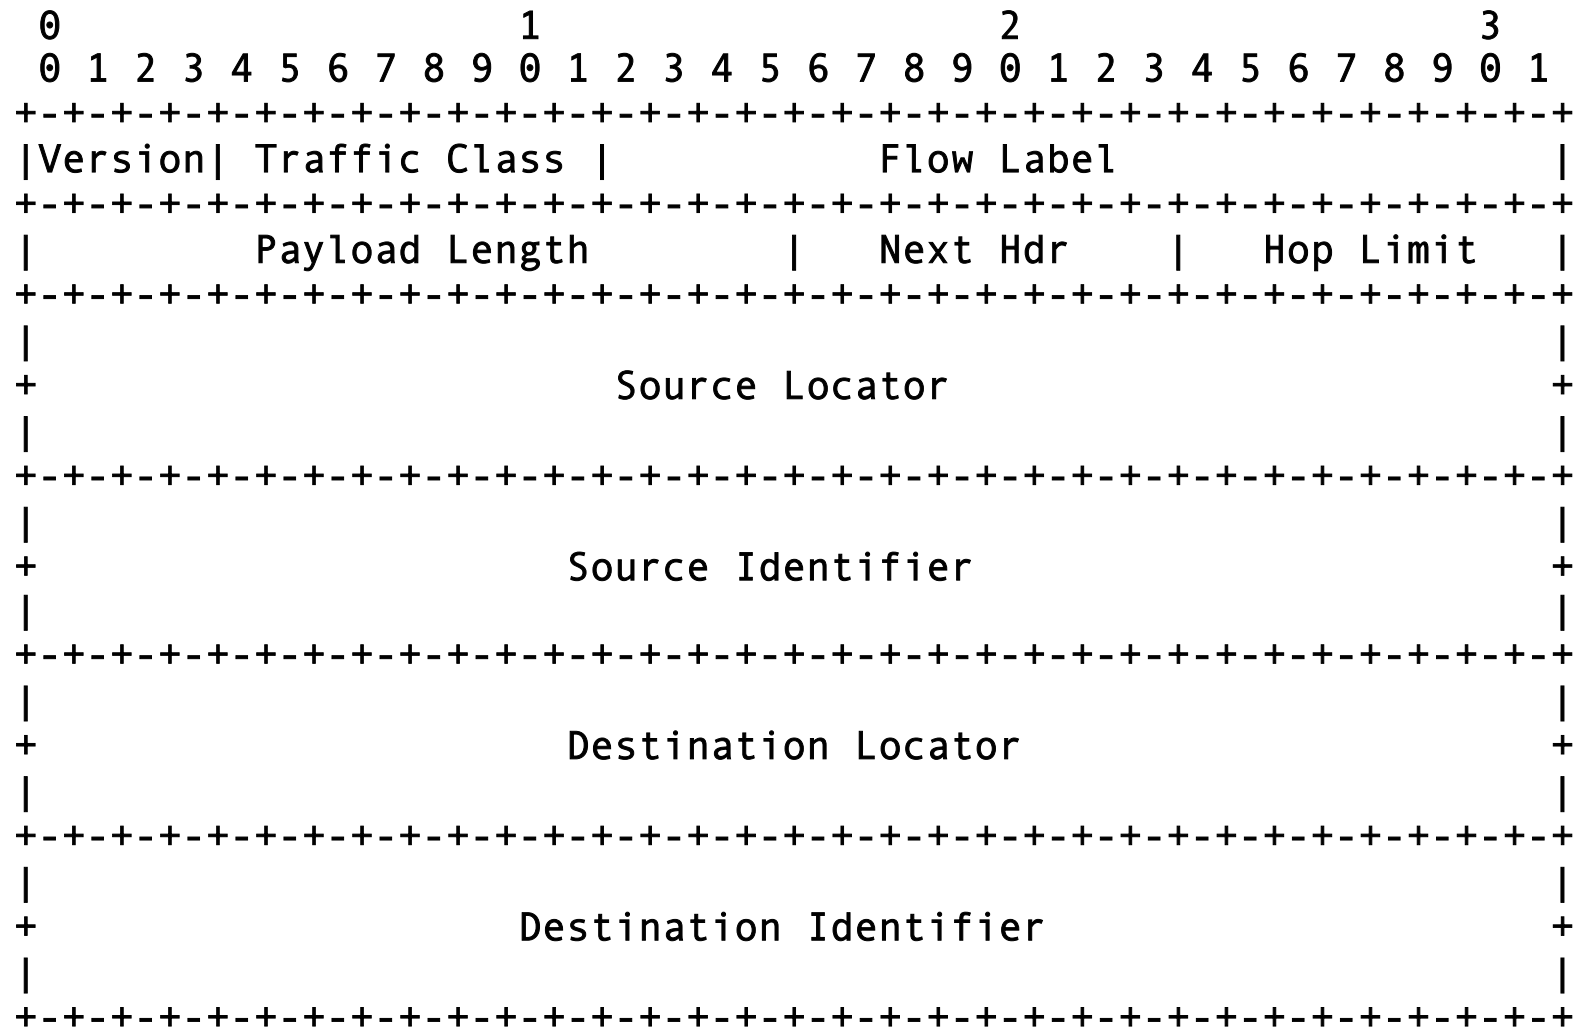 0                   1                   2                   3
 0 1 2 3 4 5 6 7 8 9 0 1 2 3 4 5 6 7 8 9 0 1 2 3 4 5 6 7 8 9 0 1
+-+-+-+-+-+-+-+-+-+-+-+-+-+-+-+-+-+-+-+-+-+-+-+-+-+-+-+-+-+-+-+-+
|Version| Traffic Class |           Flow Label                  |
+-+-+-+-+-+-+-+-+-+-+-+-+-+-+-+-+-+-+-+-+-+-+-+-+-+-+-+-+-+-+-+-+
|         Payload Length        |   Next Hdr    |   Hop Limit   |
+-+-+-+-+-+-+-+-+-+-+-+-+-+-+-+-+-+-+-+-+-+-+-+-+-+-+-+-+-+-+-+-+
|                                                               |
+                        Source Locator                         +
|                                                               |
+-+-+-+-+-+-+-+-+-+-+-+-+-+-+-+-+-+-+-+-+-+-+-+-+-+-+-+-+-+-+-+-+
|                                                               |
+                      Source Identifier                        +
|                                                               |
+-+-+-+-+-+-+-+-+-+-+-+-+-+-+-+-+-+-+-+-+-+-+-+-+-+-+-+-+-+-+-+-+
|                                                               |
+                      Destination Locator                      +
|                                                               |
+-+-+-+-+-+-+-+-+-+-+-+-+-+-+-+-+-+-+-+-+-+-+-+-+-+-+-+-+-+-+-+-+
|                                                               |
+                    Destination Identifier                     +
|                                                               |
+-+-+-+-+-+-+-+-+-+-+-+-+-+-+-+-+-+-+-+-+-+-+-+-+-+-+-+-+-+-+-+-+